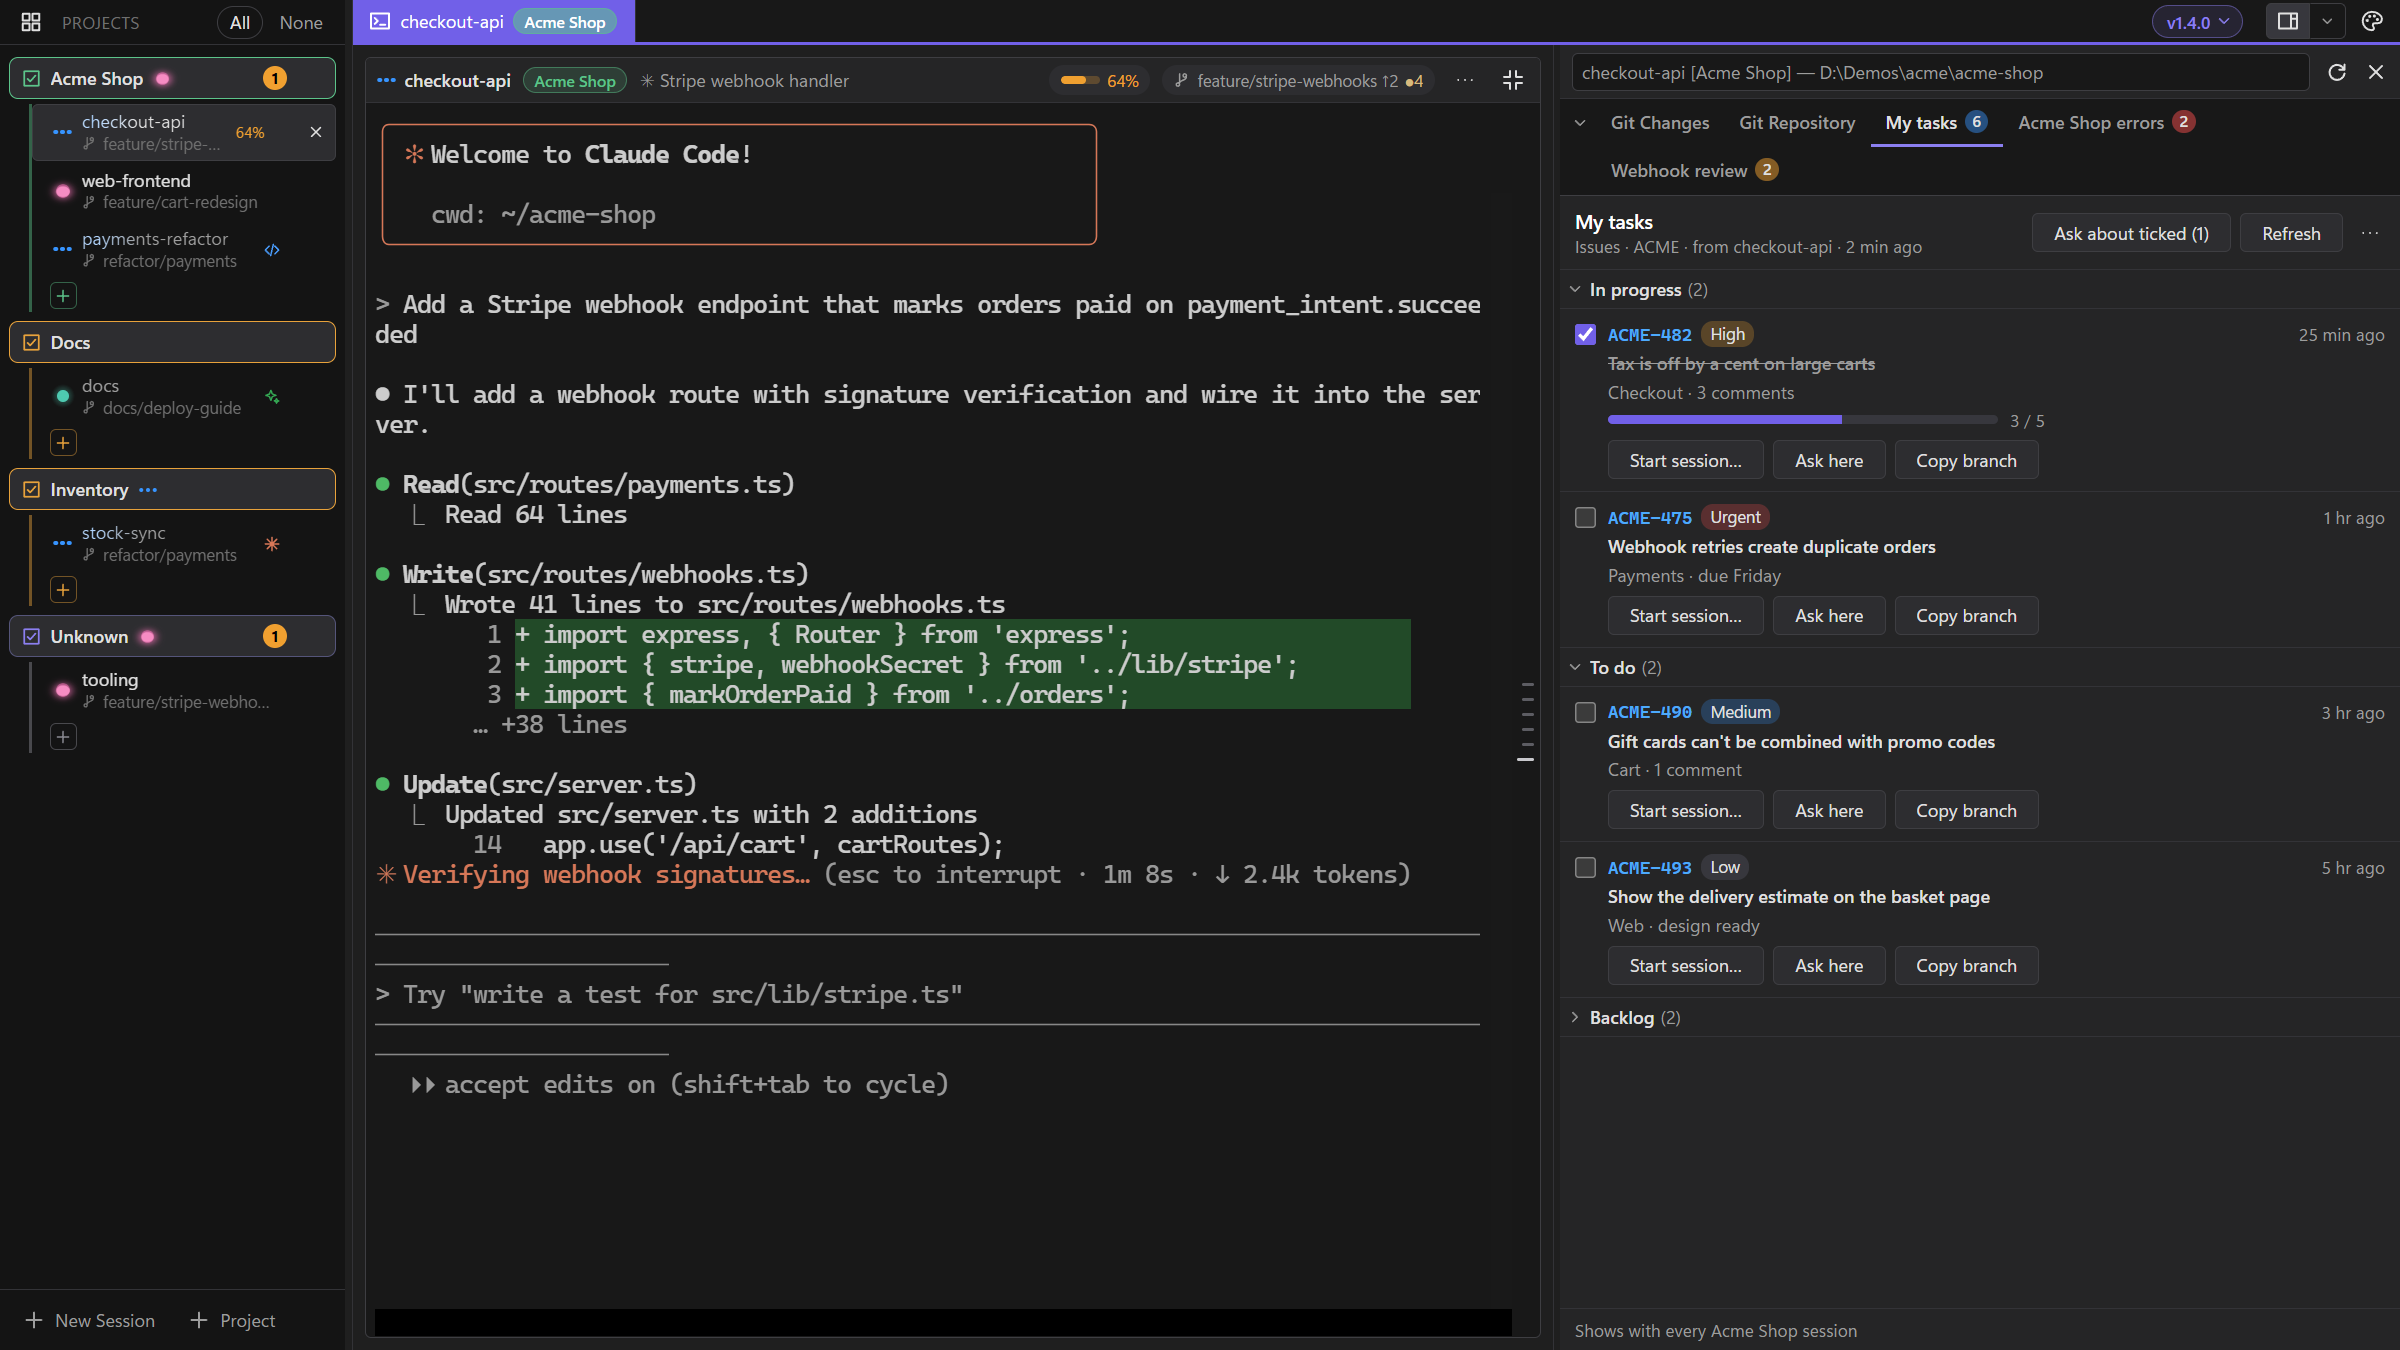 PROJECTS
All
None
Acme Shop
1
checkout-api
64%
feature/stripe-...
web-frontend
feature/cart-redesign
payments-refactor
refactor/payments
Docs
docs
docs/deploy-guide
Inventory
stock-sync
refactor/payments
Unknown
1
tooling
feature/stripe-webho...
New Session
Project
checkout-api
Acme Shop
v1.4.0
checkout-api
Acme Shop
Stripe webhook handler
64%
feature/stripe-webhooks ↑2 ●4
Welcome to Claude Code!
cwd: ~/acme-shop
> Add a Stripe webhook endpoint that marks orders paid on payment_intent.succee
ded
● I'll add a webhook route with signature verification and wire it into the ser
ver.
● Read(src/routes/payments.ts)
⎿ Read 64 lines
● Write(src/routes/webhooks.ts)
⎿ Wrote 41 lines to src/routes/webhooks.ts
1 + import express, { Router } from 'express';
2 + import { stripe, webhookSecret } from '../lib/stripe';
3 + import { markOrderPaid } from '../orders';
… +38 lines
● Update(src/server.ts)
⎿ Updated src/server.ts with 2 additions
14 app.use('/api/cart', cartRoutes);
Verifying webhook signatures… (esc to interrupt · 1m 8s · ↓ 2.4k tokens)
> Try "write a test for src/lib/stripe.ts"
accept edits on (shift+tab to cycle)
checkout-api [Acme Shop] — D:\Demos\acme\acme-shop
Git Changes
Git Repository
My tasks 6
Acme Shop errors 2
Webhook review 2
My tasks
Issues · ACME · from checkout-api · 2 min ago
Ask about ticked (1)
Refresh
In progress (2)
ACME-482 High
25 min ago
Tax is off by a cent on large carts
Checkout · 3 comments
3 / 5
Start session...
Ask here
Copy branch
ACME-475 Urgent
1 hr ago
Webhook retries create duplicate orders
Payments · due Friday
Start session...
Ask here
Copy branch
To do (2)
ACME-490 Medium
3 hr ago
Gift cards can't be combined with promo codes
Cart · 1 comment
Start session...
Ask here
Copy branch
ACME-493 Low
5 hr ago
Show the delivery estimate on the basket page
Web · design ready
Start session...
Ask here
Copy branch
Backlog (2)
Shows with every Acme Shop session